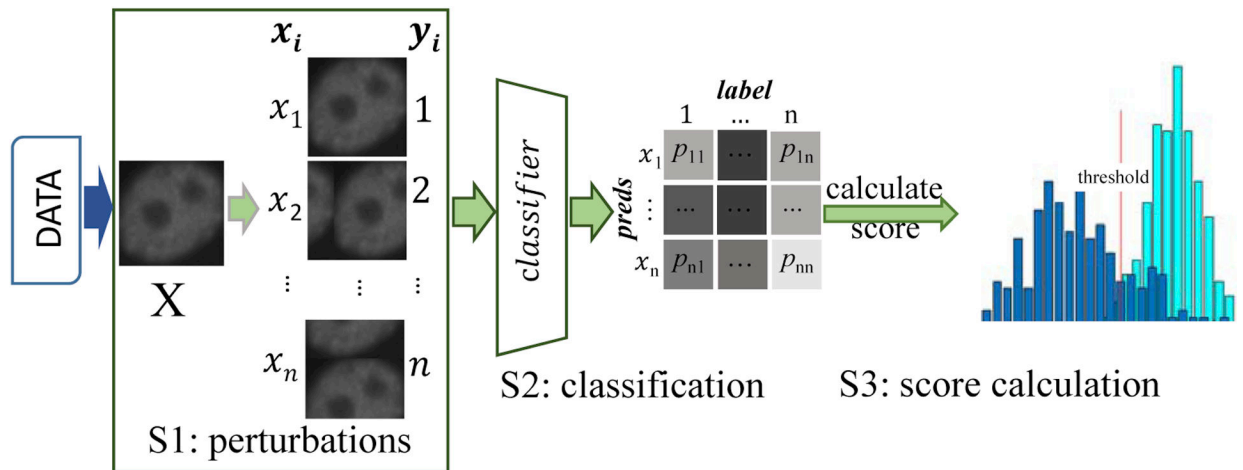 DATA
X
x_i y_i
x_1 1
x_2 2
... ... ...
x_n n
S1: perturbations
classifier
S2: classification
label
1 ... n
preds
x_1 p_11 ... p_1n
⋮ ... ... ...
x_n p_n1 ... p_nn
calculate
score
threshold
S3: score calculation